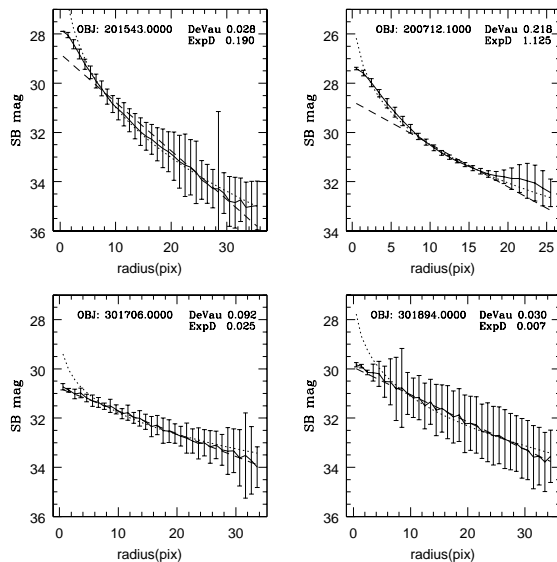 OBJ: 201543.0000 DeVau 0.028
ExpD 0.190
28
30
32
34
36
SB mag
0 10 20 30
radius(pix)
OBJ: 200712.1000 DeVau 0.218
ExpD 1.125
26
28
30
32
34
SB mag
0 5 10 15 20 25
radius(pix)
OBJ: 301706.0000 DeVau 0.092
ExpD 0.025
28
30
32
34
36
SB mag
0 10 20 30
radius(pix)
OBJ: 301894.0000 DeVau 0.030
ExpD 0.007
28
30
32
34
36
SB mag
0 10 20 30
radius(pix)